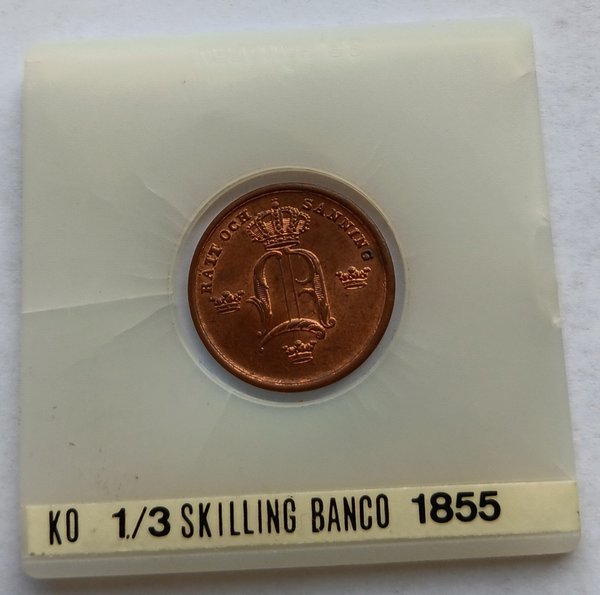 RÄTT OCH SANNING
KO 1./3 SKILLING BANCO 1855